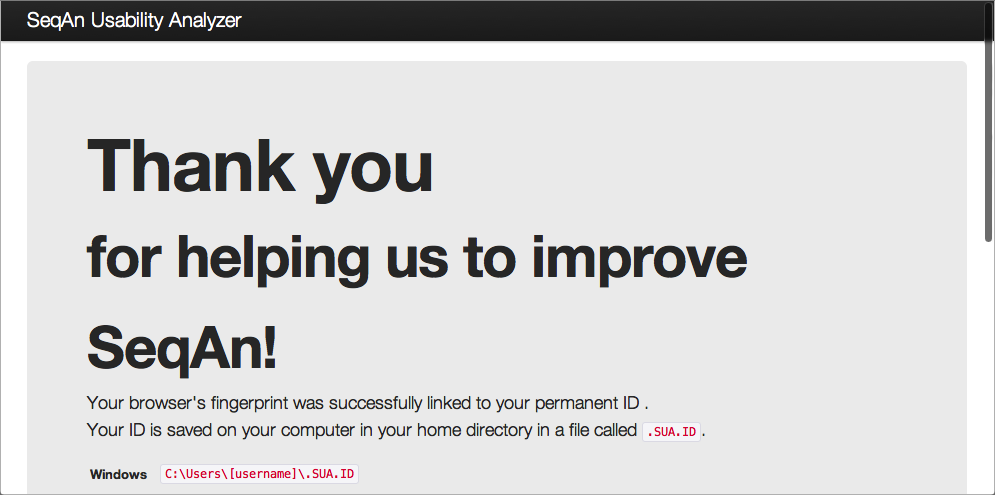 SeqAn Usability Analyzer
Thank you
for helping us to improve
SeqAn!
Your browser's fingerprint was successfully linked to your permanent ID .
Your ID is saved on your computer in your home directory in a file called .SUA.ID.
Windows C:\Users\[username]\.SUA.ID